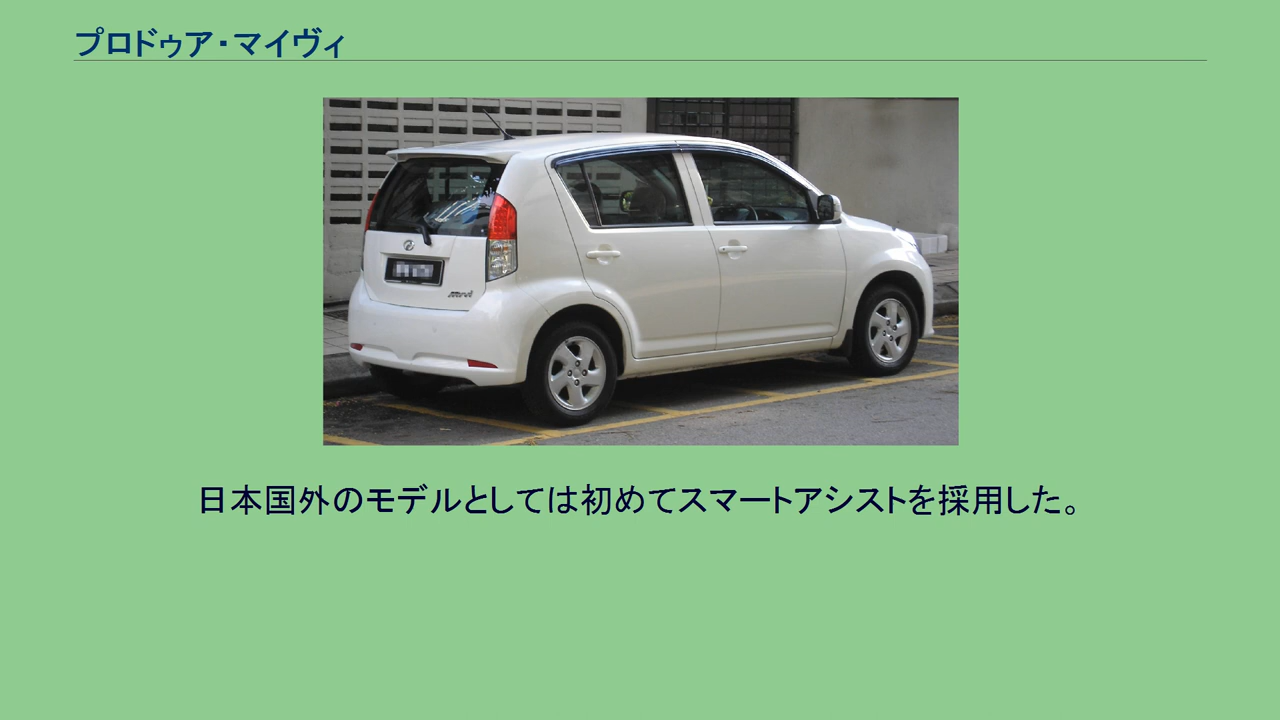 プロドゥア・マイヴィ
Myvi
日本国外のモデルとしては初めてスマートアシストを採用した。